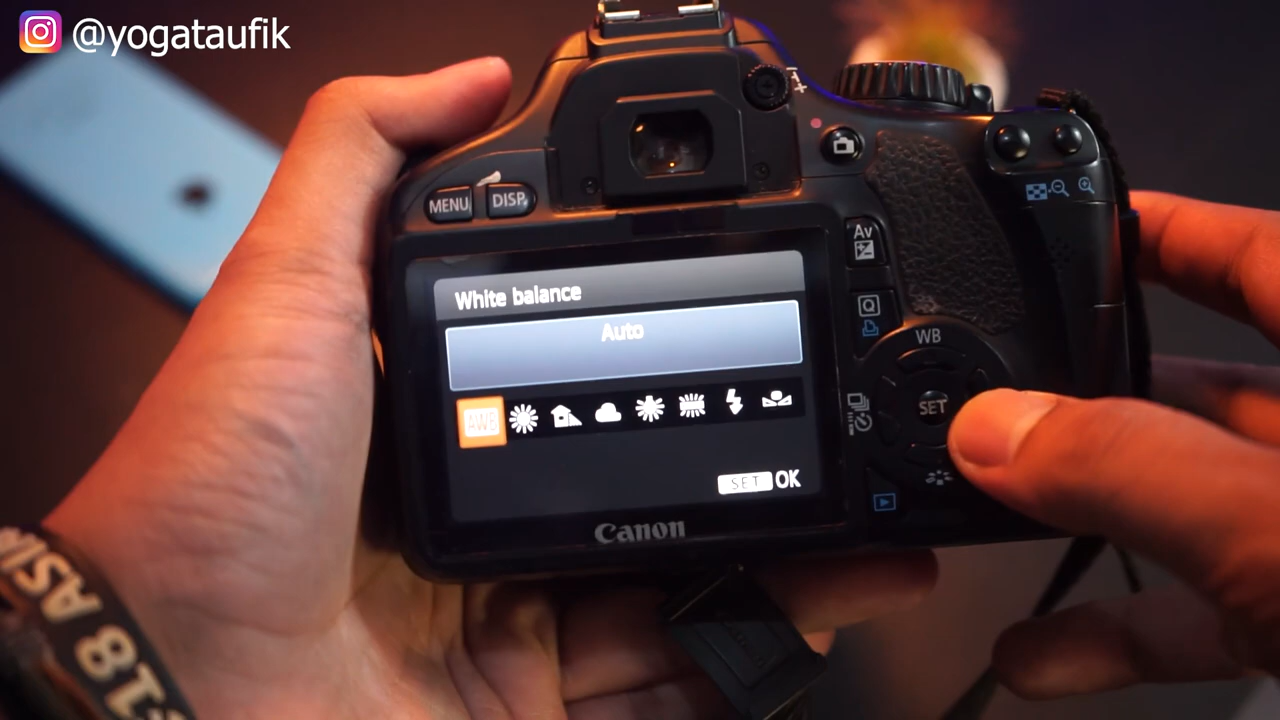 @yogataufik
MENU
DISP.
Av
Q
WB
SET
White balance
Auto
AWB
SET OK
Canon